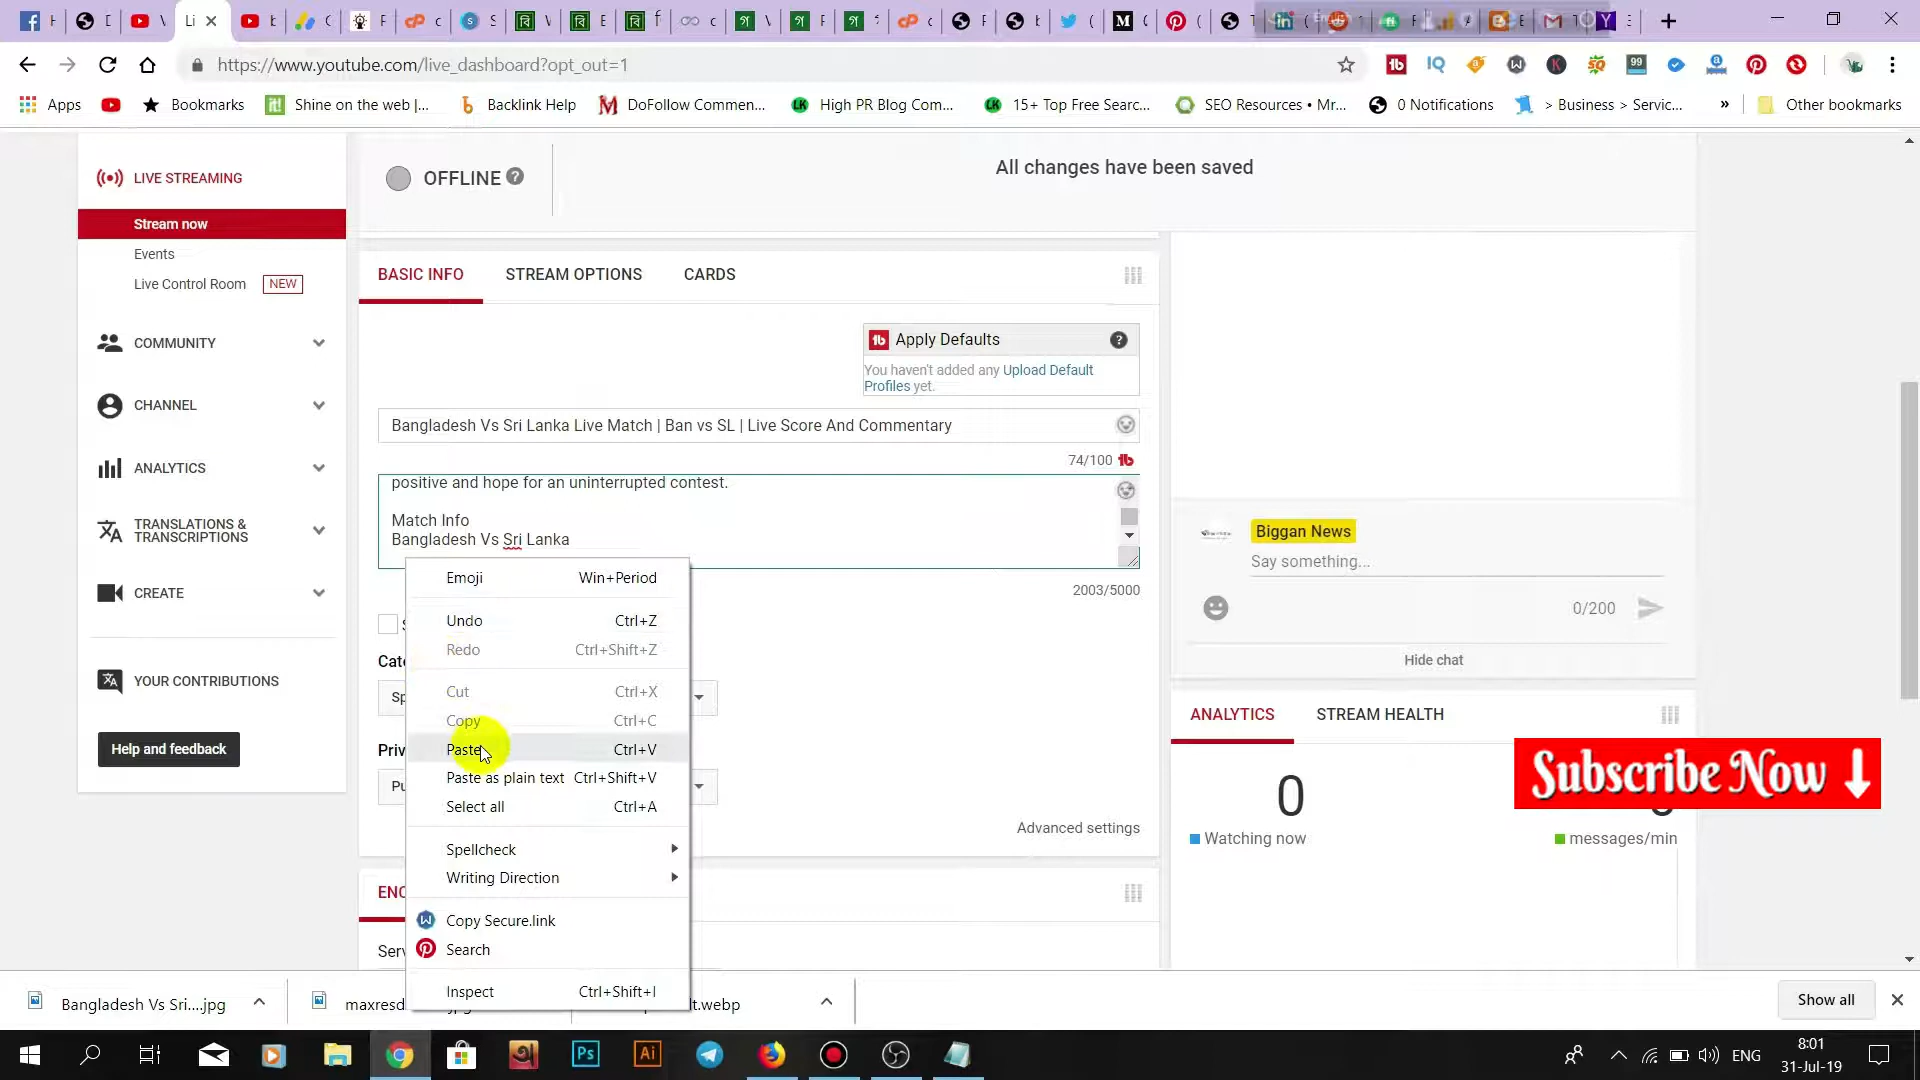 https://www.youtube.com/live_dashboard?opt_out=1
Apps
Bookmarks
Shine on the web |...
Backlink Help
DoFollow Commen...
High PR Blog Com...
15+ Top Free Searc...
SEO Resources • Mr...
0 Notifications
> Business > Servic...
»
Other bookmarks
LIVE STREAMING
Stream now
Events
Live Control Room NEW
COMMUNITY
CHANNEL
ANALYTICS
TRANSLATIONS &
TRANSCRIPTIONS
CREATE
YOUR CONTRIBUTIONS
Help and feedback
OFFLINE
All changes have been saved
BASIC INFO
STREAM OPTIONS
CARDS
Apply Defaults
You haven't added any Upload Default
Profiles yet.
Bangladesh Vs Sri Lanka Live Match | Ban vs SL | Live Score And Commentary
74/100
positive and hope for an uninterrupted contest.
Match Info
Bangladesh Vs Sri Lanka
2003/5000
Emoji Win+Period
Undo Ctrl+Z
Redo Ctrl+Shift+Z
Cut Ctrl+X
Copy Ctrl+C
Paste Ctrl+V
Paste as plain text Ctrl+Shift+V
Select all Ctrl+A
Spellcheck
Writing Direction
Copy Secure.link
Search
Inspect Ctrl+Shift+I
Advanced settings
Biggan News
Say something...
0/200
Hide chat
ANALYTICS
STREAM HEALTH
0
Watching now
messages/min
Subscribe Now
Bangladesh Vs Sri....jpg
Show all
ENG
8:01
31-Jul-19